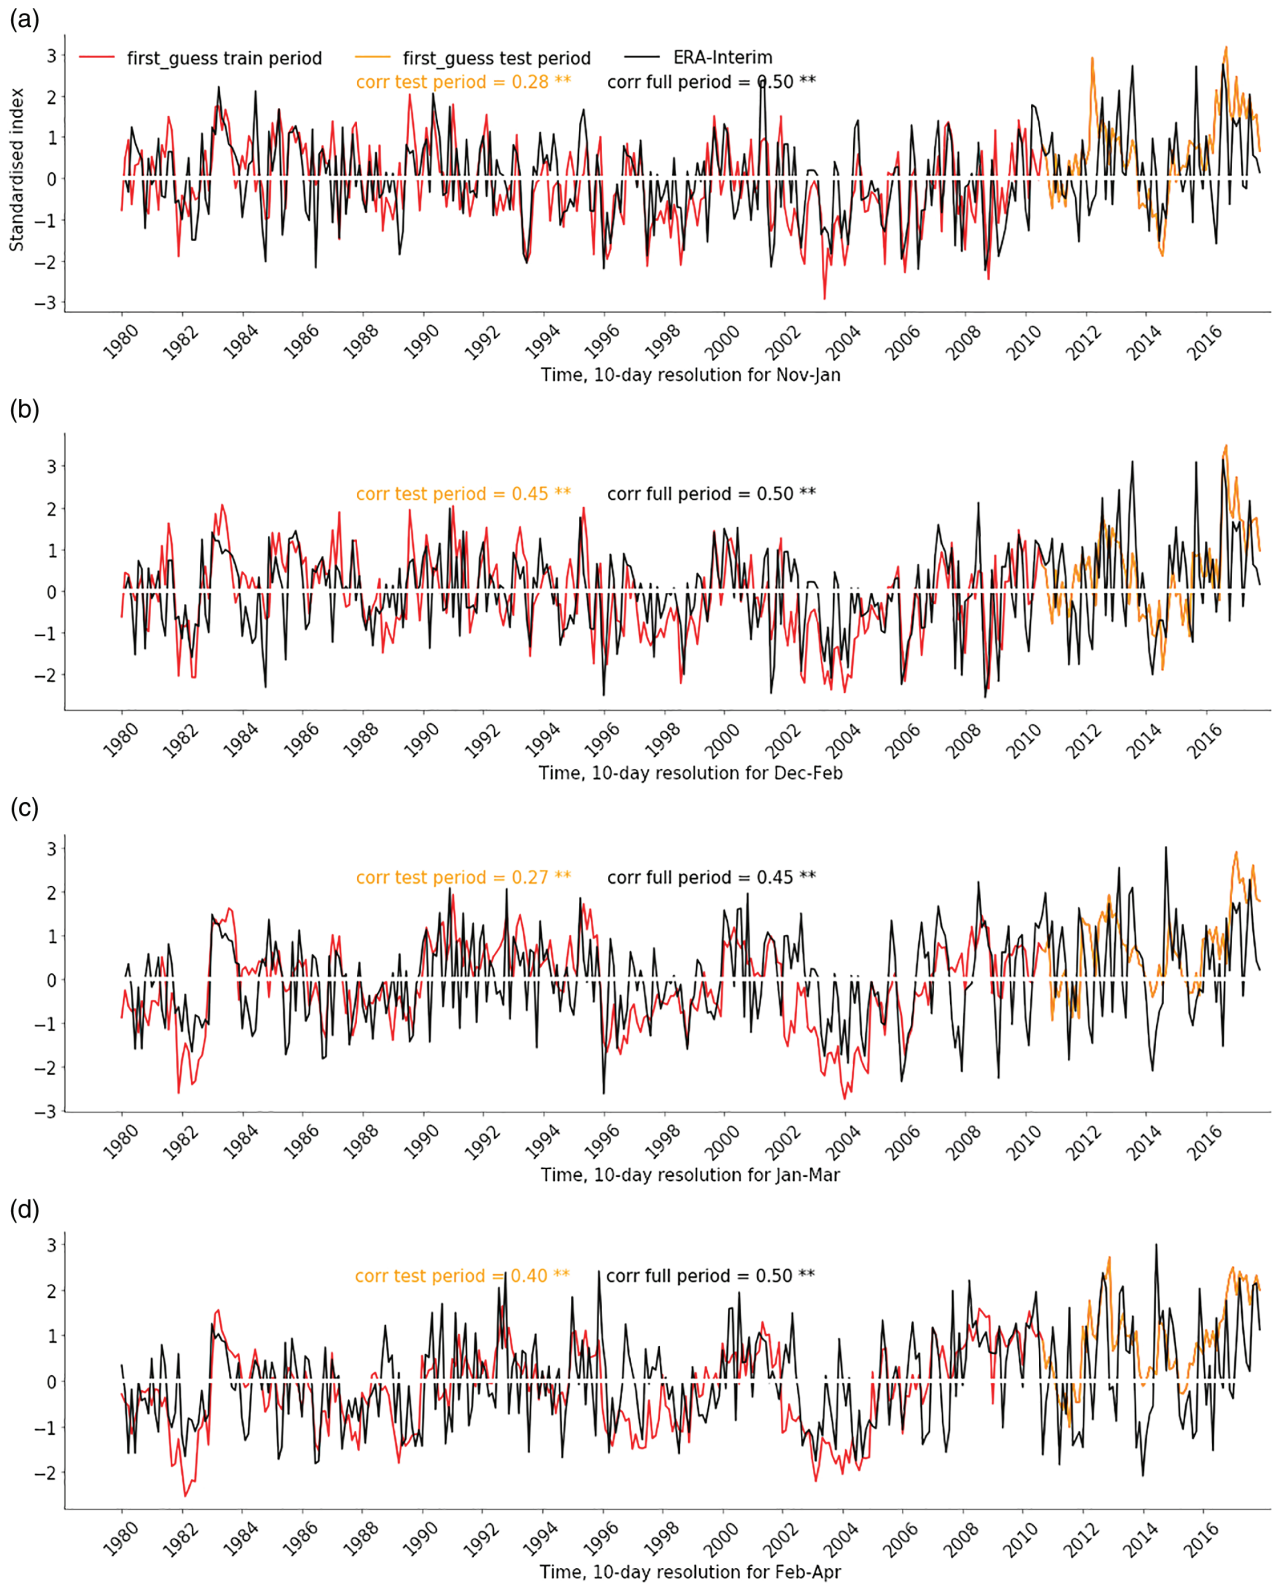 (a)
first_guess train period first_guess test period ERA-Interim
corr test period = 0.28 ** corr full period = 0.50 **
Standardised index
3
2
1
0
−1
−2
−3
1980 1982 1984 1986 1988 1990 1992 1994 1996 1998 2000 2002 2004 2006 2008 2010 2012 2014 2016
Time, 10-day resolution for Nov-Jan
(b)
corr test period = 0.45 ** corr full period = 0.50 **
3
2
1
0
−1
−2
1980 1982 1984 1986 1988 1990 1992 1994 1996 1998 2000 2002 2004 2006 2008 2010 2012 2014 2016
Time, 10-day resolution for Dec-Feb
(c)
corr test period = 0.27 ** corr full period = 0.45 **
3
2
1
0
−1
−2
−3
1980 1982 1984 1986 1988 1990 1992 1994 1996 1998 2000 2002 2004 2006 2008 2010 2012 2014 2016
Time, 10-day resolution for Jan-Mar
(d)
corr test period = 0.40 ** corr full period = 0.50 **
3
2
1
0
−1
−2
1980 1982 1984 1986 1988 1990 1992 1994 1996 1998 2000 2002 2004 2006 2008 2010 2012 2014 2016
Time, 10-day resolution for Feb-Apr